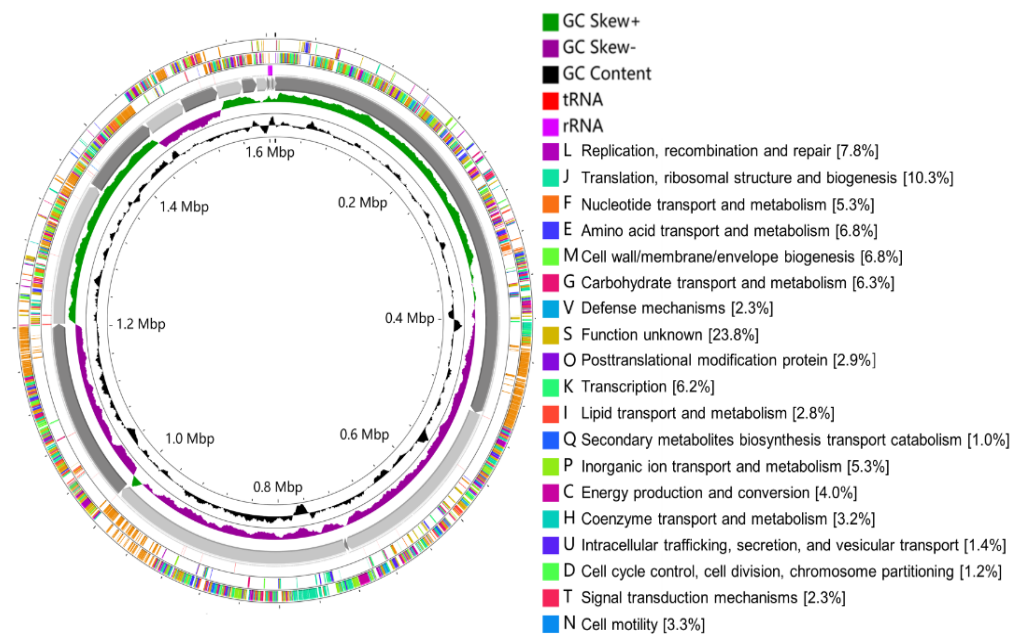 GC Skew+
GC Skew-
GC Content
tRNA
rRNA
L Replication, recombination and repair [7.8%]
J Translation, ribosomal structure and biogenesis [10.3%]
F Nucleotide transport and metabolism [5.3%]
E Amino acid transport and metabolism [6.8%]
M Cell wall/membrane/envelope biogenesis [6.8%]
G Carbohydrate transport and metabolism [6.3%]
V Defense mechanisms [2.3%]
S Function unknown [23.8%]
O Posttranslational modification protein [2.9%]
K Transcription [6.2%]
I Lipid transport and metabolism [2.8%]
Q Secondary metabolites biosynthesis transport catabolism [1.0%]
P Inorganic ion transport and metabolism [5.3%]
C Energy production and conversion [4.0%]
H Coenzyme transport and metabolism [3.2%]
U Intracellular trafficking, secretion, and vesicular transport [1.4%]
D Cell cycle control, cell division, chromosome partitioning [1.2%]
T Signal transduction mechanisms [2.3%]
N Cell motility [3.3%]
1.6 Mbp
0.2 Mbp
0.4 Mbp
0.6 Mbp
0.8 Mbp
1.0 Mbp
1.2 Mbp
1.4 Mbp